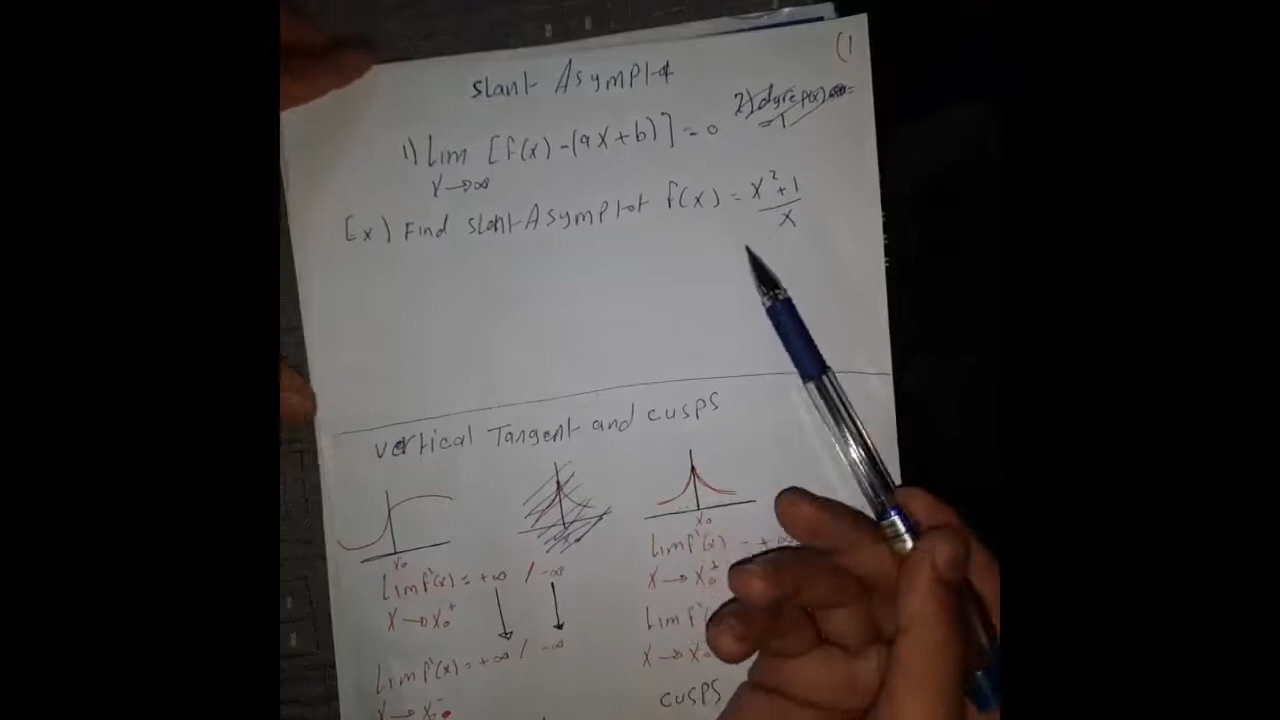 (1
slant Asymptot
1) Lim [f(x) - (ax + b)] = 0
x → ∞
Ex) Find slant Asymptot f(x) = x² + 1 / x
vertical Tangent and cusps
x₀
x₀
Lim f'(x) = +∞ / -∞
x → x₀⁺
Lim f'(x) = +∞ / -∞
x → x₀⁻
Lim f'(x) = +∞
x → x₀⁺
Lim f'(
x → x₀
cusps